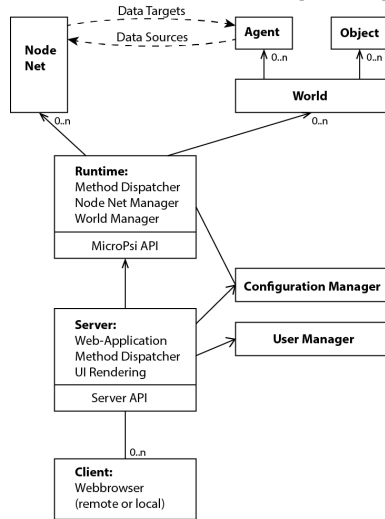 Data Targets
Node
Net
Data Sources
Agent
Object
0..n
0..n
World
0..n
0..n
Runtime:
Method Dispatcher
Node Net Manager
World Manager
MicroPsi API
Configuration Manager
Server:
Web-Application
Method Dispatcher
UI Rendering
User Manager
Server API
0..n
Client:
Webbrowser
(remote or local)